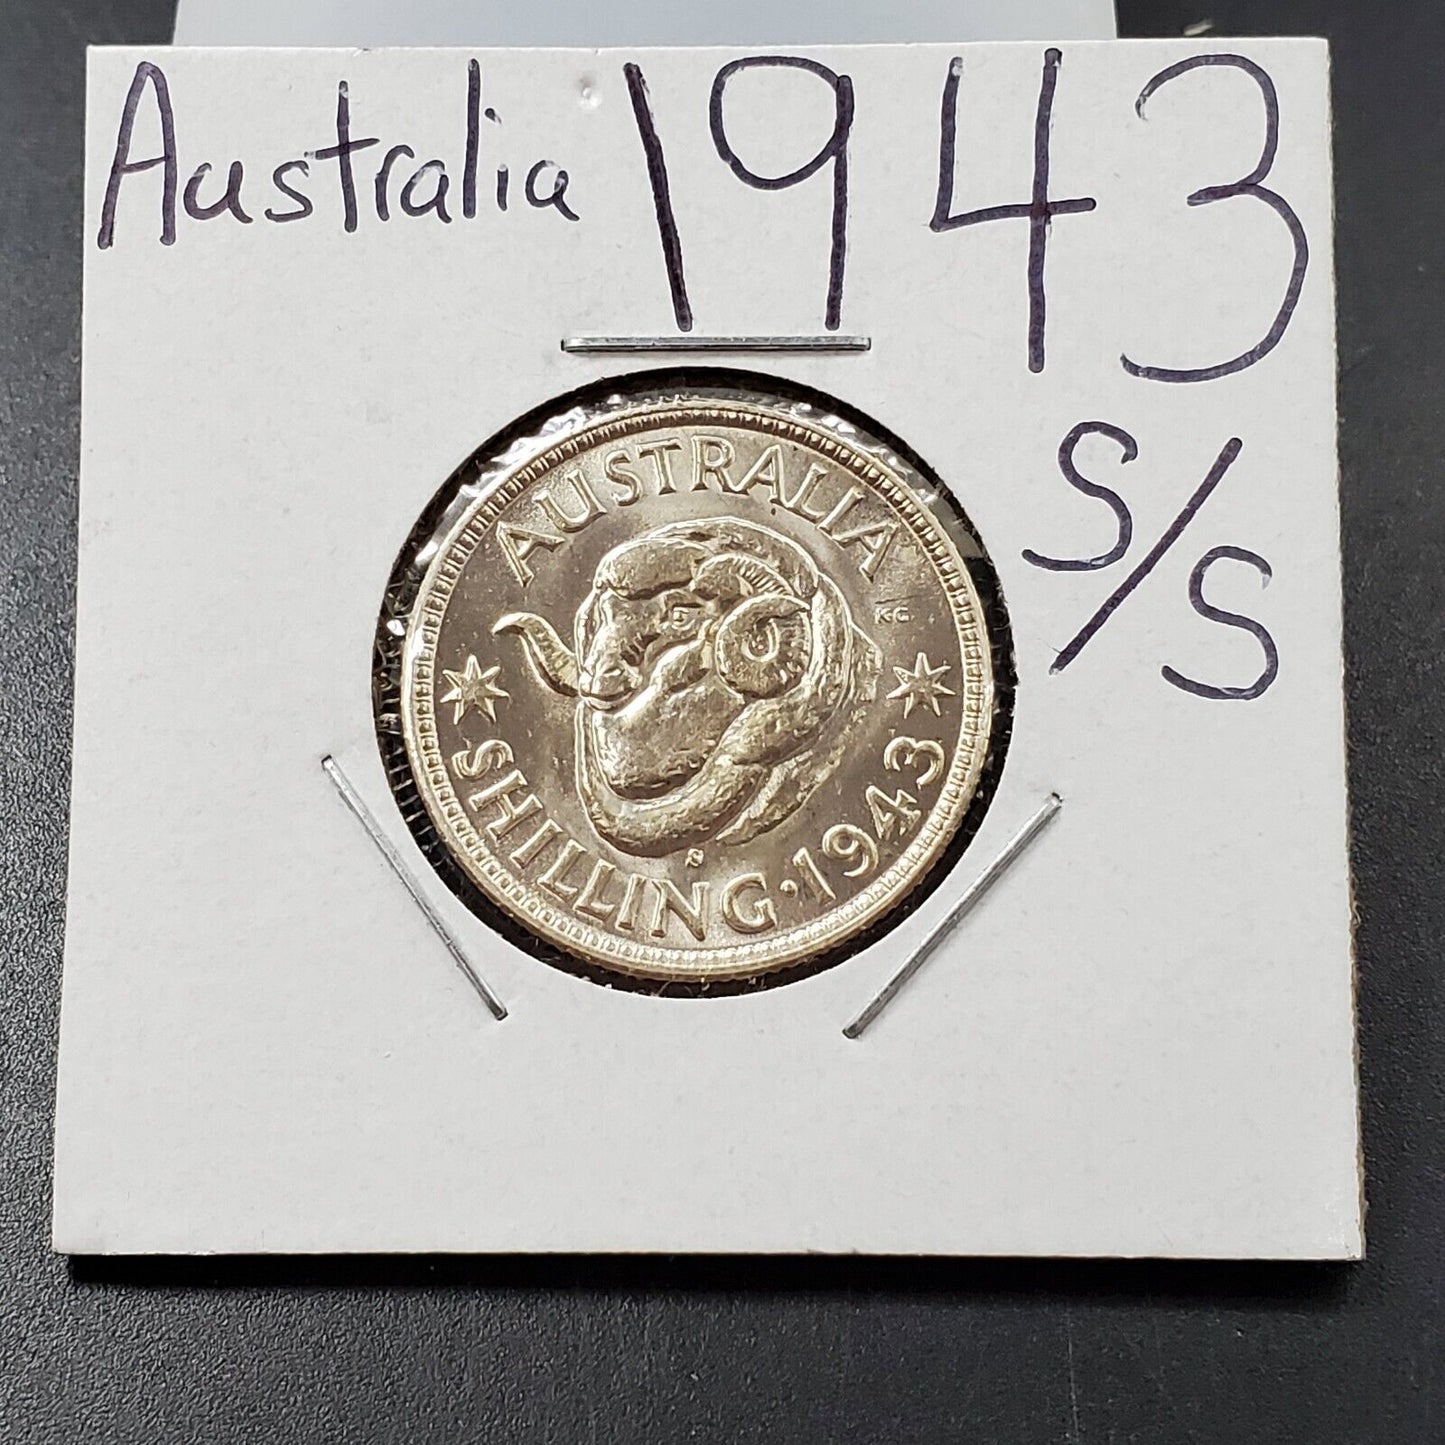 Australia 1943
S/S
AUSTRALIA
KG
S
SHILLING · 1943